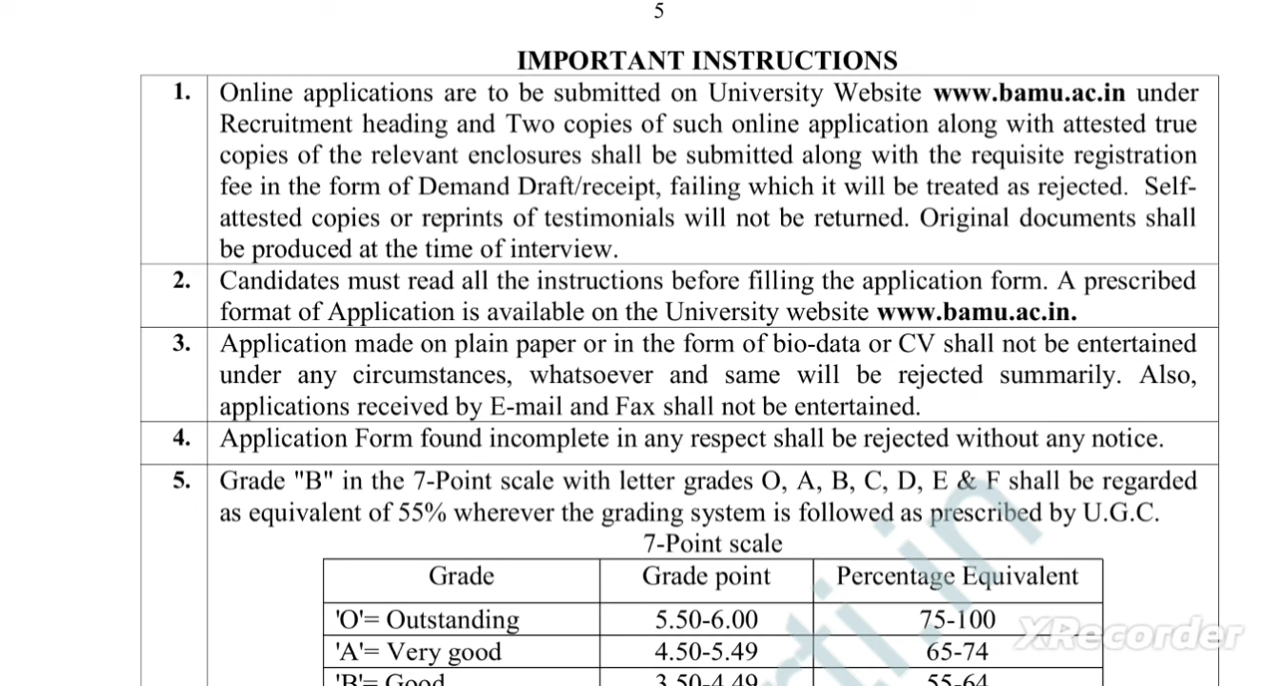 5
IMPORTANT INSTRUCTIONS
1. Online applications are to be submitted on University Website www.bamu.ac.in under
Recruitment heading and Two copies of such online application along with attested true
copies of the relevant enclosures shall be submitted along with the requisite registration
fee in the form of Demand Draft/receipt, failing which it will be treated as rejected. Self-
attested copies or reprints of testimonials will not be returned. Original documents shall
be produced at the time of interview.
2. Candidates must read all the instructions before filling the application form. A prescribed
format of Application is available on the University website www.bamu.ac.in.
3. Application made on plain paper or in the form of bio-data or CV shall not be entertained
under any circumstances, whatsoever and same will be rejected summarily. Also,
applications received by E-mail and Fax shall not be entertained.
4. Application Form found incomplete in any respect shall be rejected without any notice.
5. Grade "B" in the 7-Point scale with letter grades O, A, B, C, D, E & F shall be regarded
as equivalent of 55% wherever the grading system is followed as prescribed by U.G.C.
7-Point scale
Grade Grade point Percentage Equivalent
'O'= Outstanding 5.50-6.00 75-100
'A'= Very good 4.50-5.49 65-74
'B'= Good 3.50-4.49 55-64
XRecorder